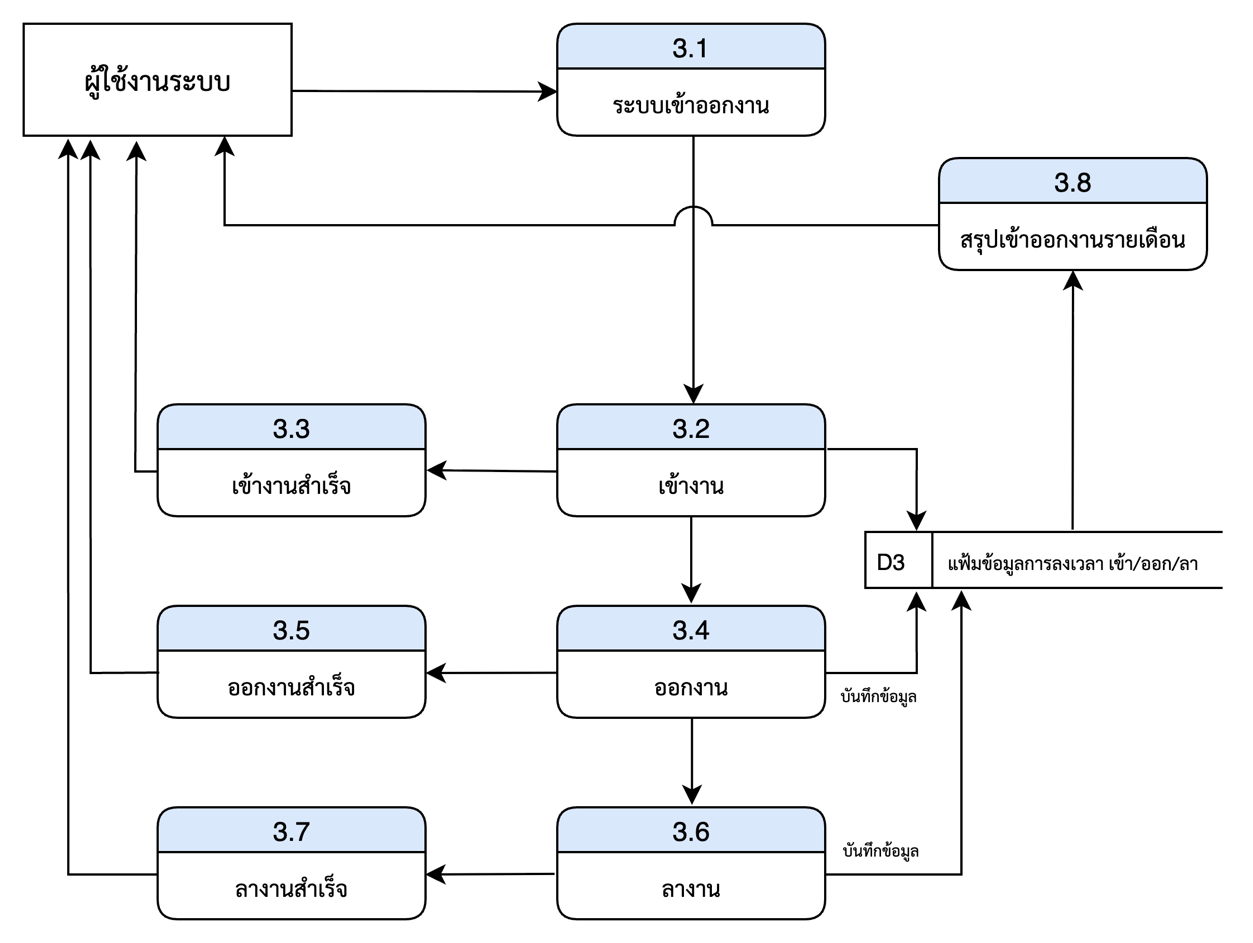 ผู้ใช้งานระบบ
3.1
ระบบเข้าออกงาน
3.8
สรุปเข้าออกงานรายเดือน
3.3
เข้างานสำเร็จ
3.2
เข้างาน
D3
แฟ้มข้อมูลการลงเวลา เข้า/ออก/ลา
3.5
ออกงานสำเร็จ
3.4
ออกงาน
บันทึกข้อมูล
3.7
ลางานสำเร็จ
3.6
ลางาน
บันทึกข้อมูล